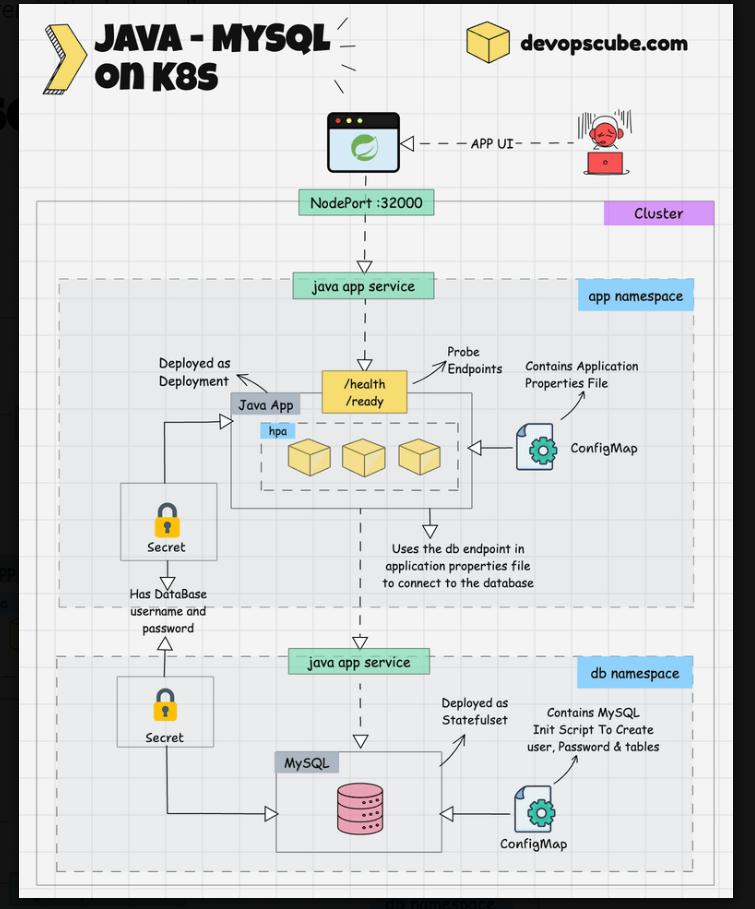 JAVA - MYSQL
on K8S
devopscube.com
APP UI
NodePort :32000
Cluster
java app service
app namespace
Deployed as
Deployment
/health
/ready
Probe
Endpoints
Contains Application
Properties File
Java App
hpa
ConfigMap
Secret
Uses the db endpoint in
application properties file
to connect to the database
Has DataBase
username and
password
java app service
db namespace
Secret
Deployed as
Statefulset
Contains MySQL
Init Script To Create
user, Password & tables
MySQL
ConfigMap